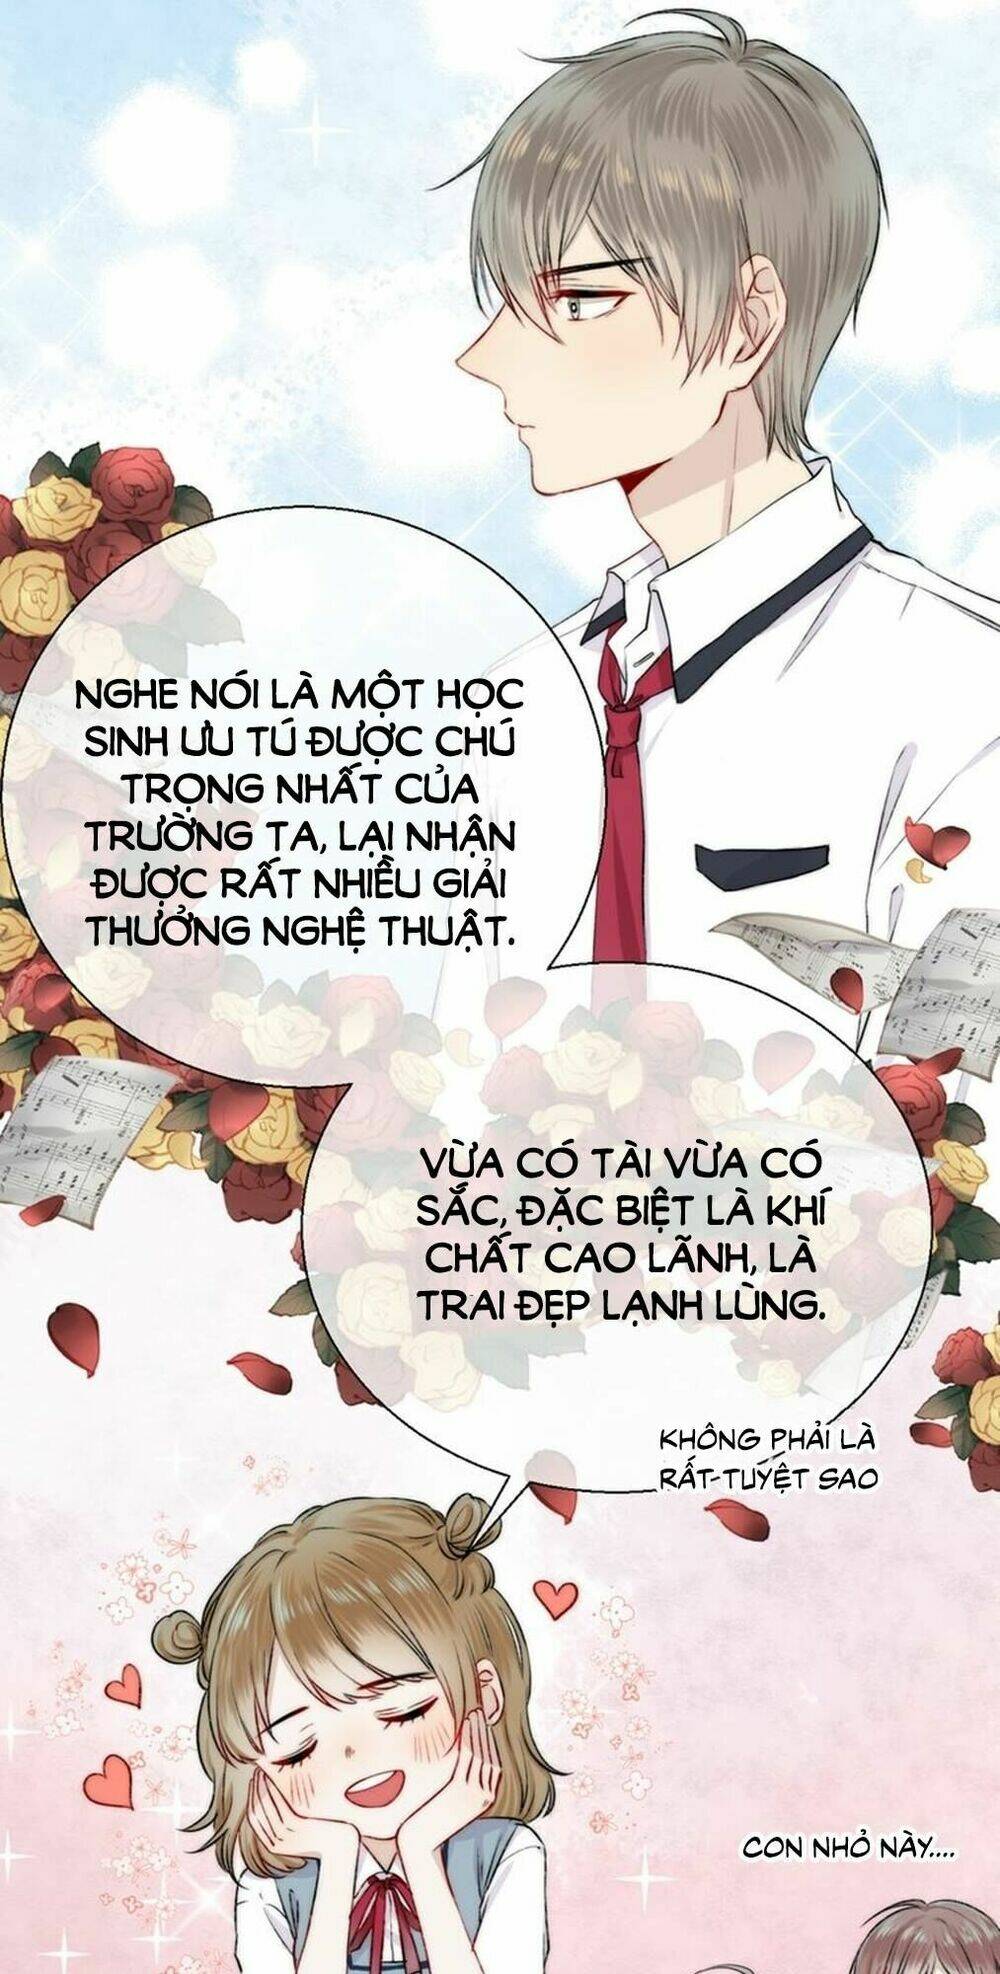 NGHE NÓI LÀ MỘT HỌC
SINH ƯU TÚ ĐƯỢC CHÚ
TRỌNG NHẤT CỦA
TRƯỜNG TA, LẠI NHẬN
ĐƯỢC RẤT NHIỀU GIẢI
THƯỞNG NGHỆ THUẬT.
VỪA CÓ TÀI VỪA CÓ
SẮC, ĐẶC BIỆT LÀ KHÍ
CHẤT CAO LÃNH, LÀ
TRAI ĐẸP LẠNH LÙNG.
KHÔNG PHẢI LÀ
RẤT TUYỆT SAO
CON NHỎ NÀY....